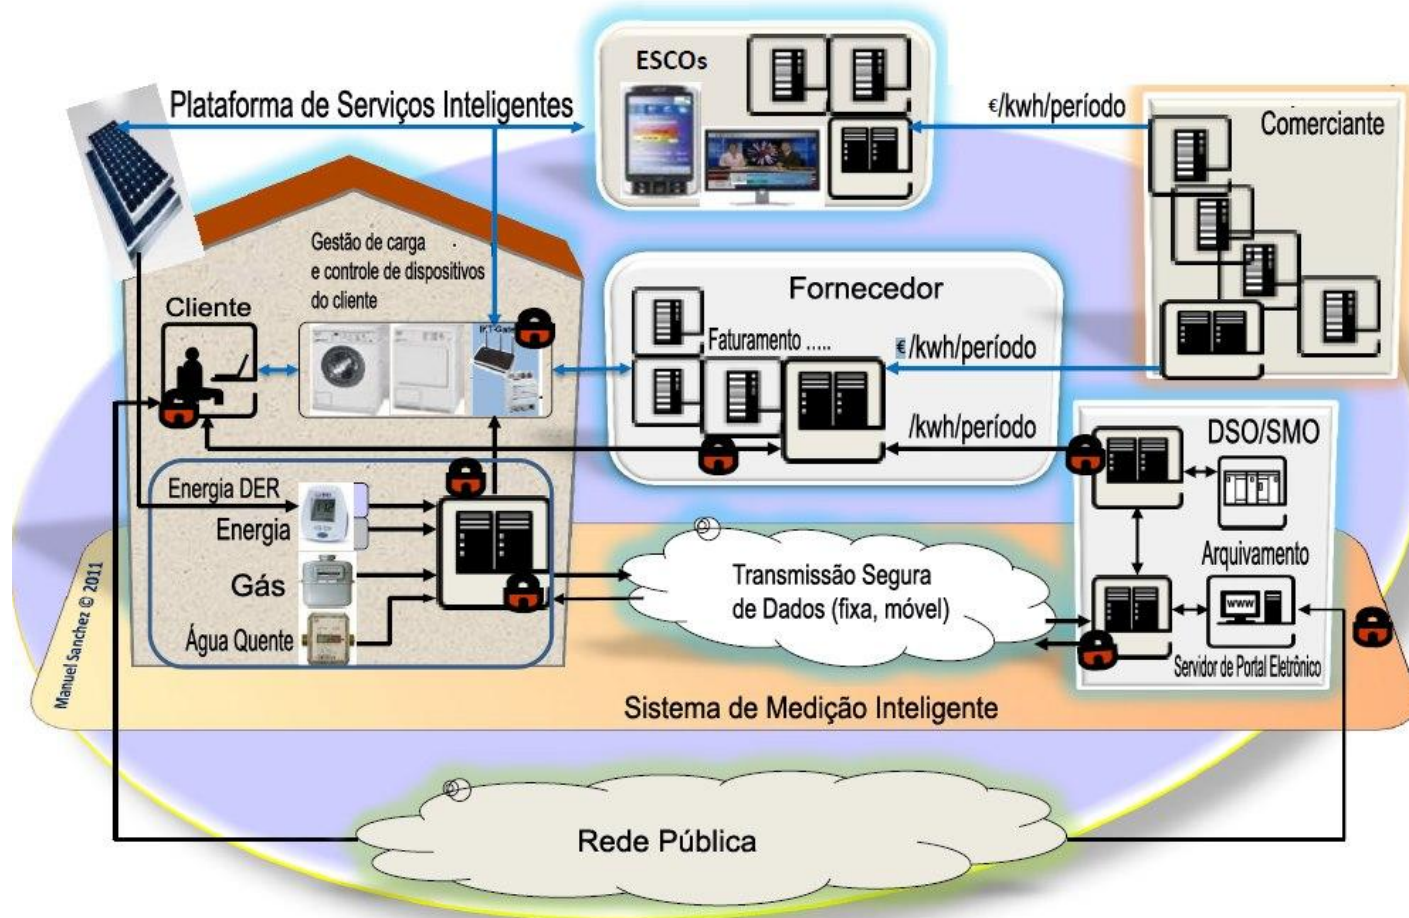 ESCOs
Plataforma de Serviços Inteligentes
€/kwh/período
Comerciante
Gestão de carga
e controle de dispositivos
do cliente
Cliente
Fornecedor
Faturamento .....
€ /kwh/período
/kwh/período
DSO/SMO
Energia DER
Energia
Gás
Água Quente
Transmissão Segura
de Dados (fixa, móvel)
Arquivamento
www
Servidor de Portal Eletrônico
Manuel Sanchez © 2011
Sistema de Medição Inteligente
Rede Pública